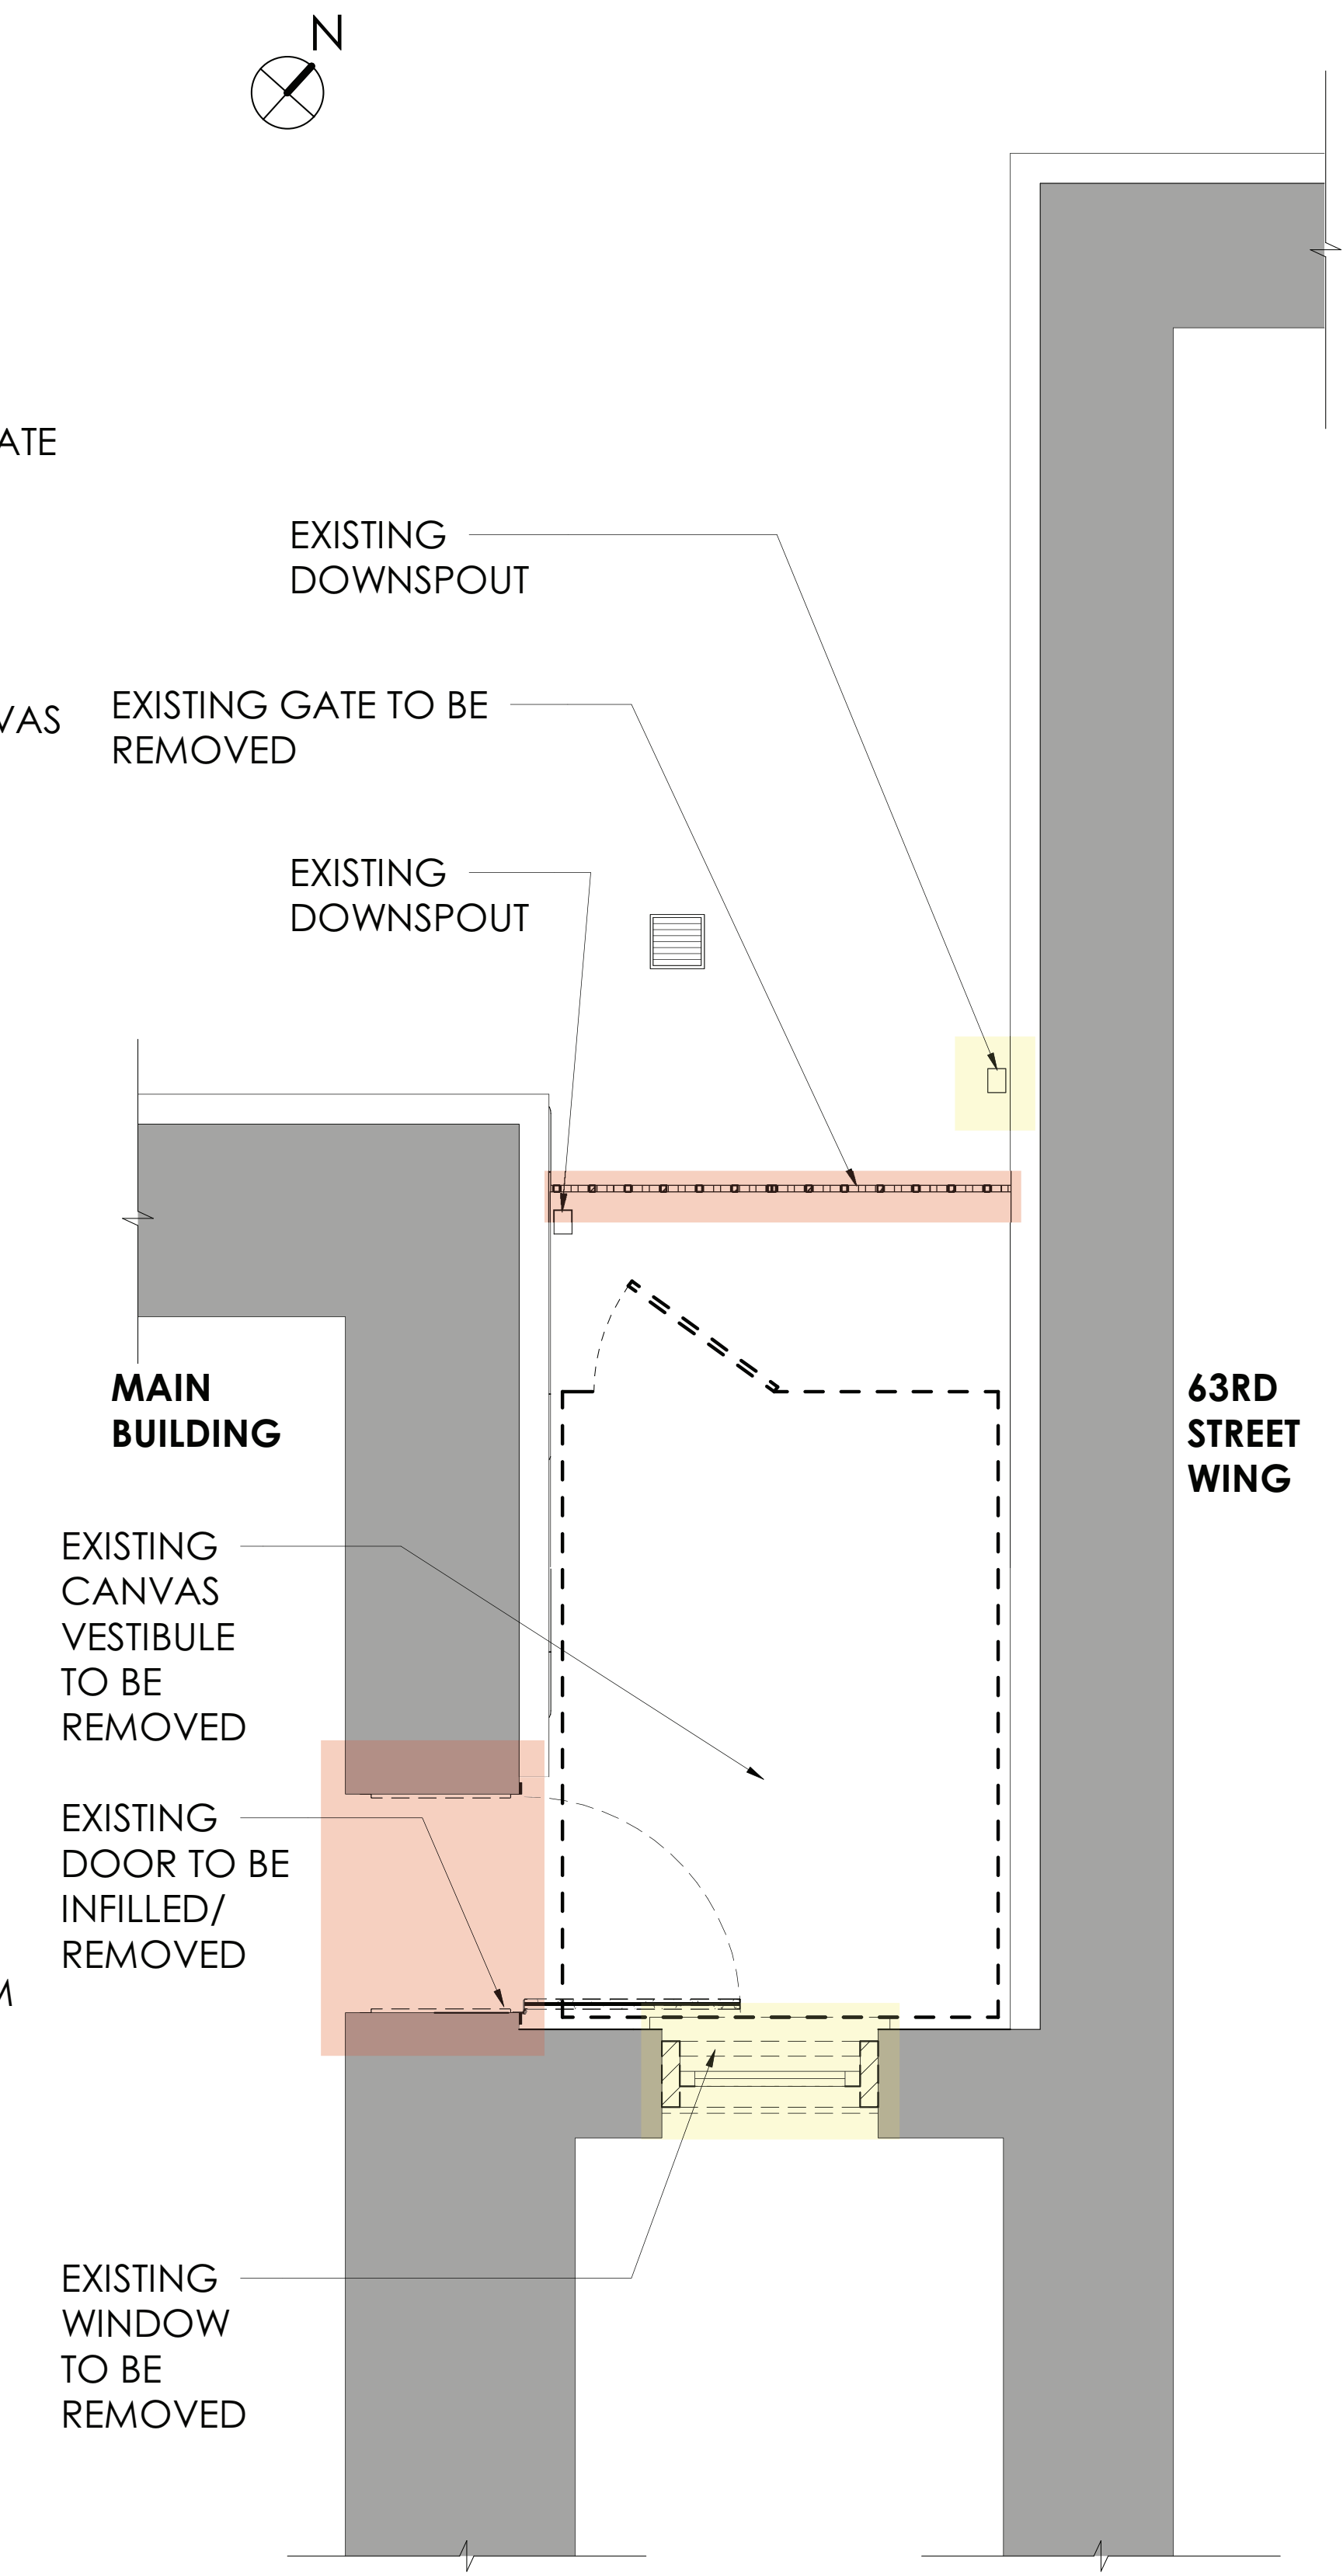 N
ATE
EXISTING
DOWNSPOUT
VAS
EXISTING GATE TO BE
REMOVED
EXISTING
DOWNSPOUT
MAIN
BUILDING
63RD
STREET
WING
EXISTING
CANVAS
VESTIBULE
TO BE
REMOVED
EXISTING
DOOR TO BE
INFILLED/
REMOVED
M
EXISTING
WINDOW
TO BE
REMOVED